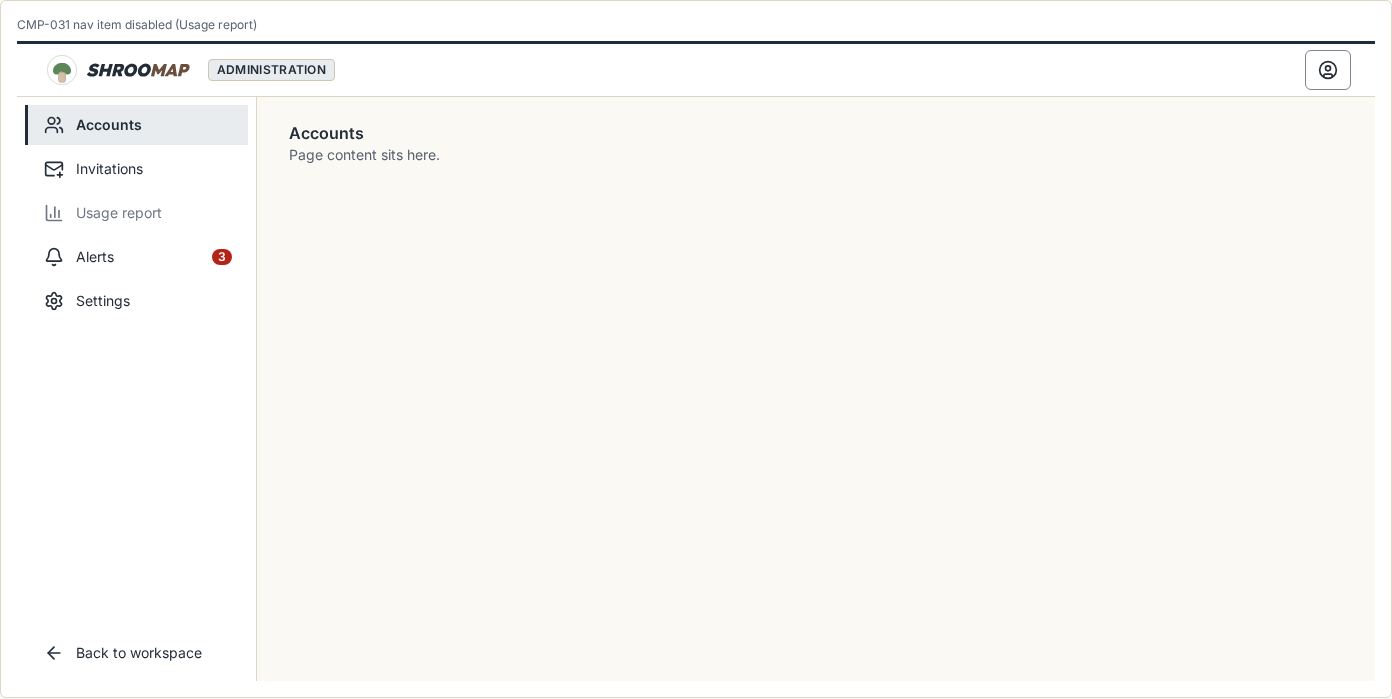 CMP-031 nav item disabled (Usage report)
SHROOMAP ADMINISTRATION
Accounts
Invitations
Usage report
Alerts 3
Settings
Back to workspace
Accounts
Page content sits here.